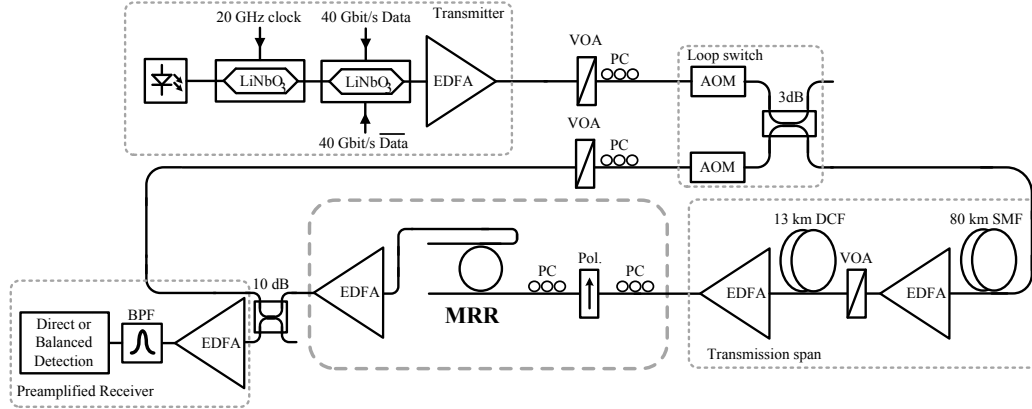 20 GHz clock
40 Gbit/s Data
Transmitter
LiNbO3
LiNbO3
EDFA
40 Gbit/s Data
VOA
PC
Loop switch
AOM
3dB
VOA
PC
AOM
13 km DCF
80 km SMF
VOA
EDFA
EDFA
Transmission span
PC
Pol.
PC
MRR
EDFA
10 dB
EDFA
BPF
Direct or
Balanced
Detection
Preamplified Receiver